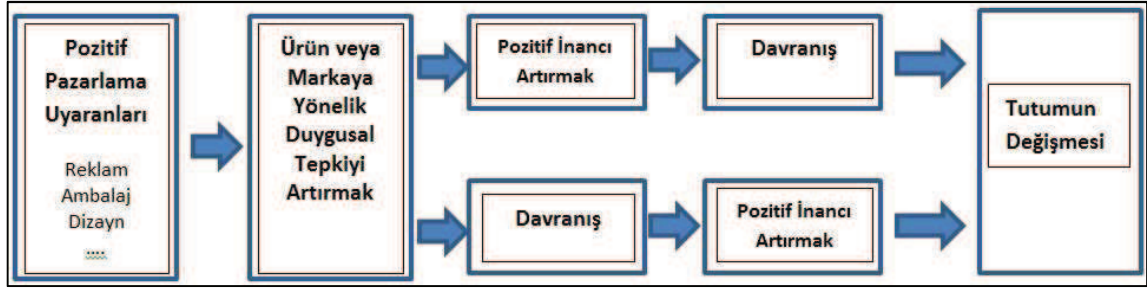 Pozitif
Pazarlama
Uyaranları
Reklam
Ambalaj
Dizayn
....
Ürün veya
Markaya
Yönelik
Duygusal
Tepkiyi
Artırmak
Pozitif İnancı
Artırmak
Davranış
Davranış
Pozitif İnancı
Artırmak
Tutumun
Değişmesi